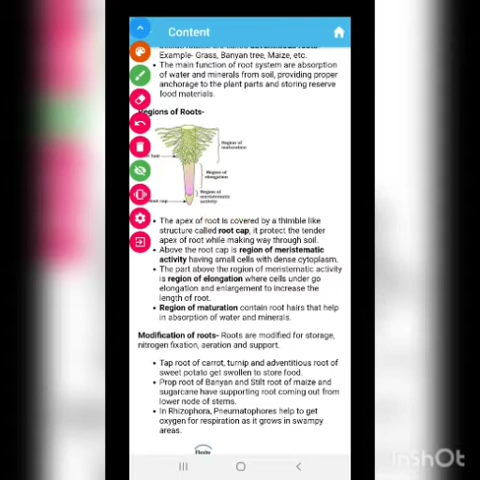 Content
Example- Grass, Banyan tree, Maize, etc.
The main function of root system are absorption
of water and minerals from soil, providing proper
anchorage to the plant parts and storing reserve
food materials.
Regions of Roots-
Region of
maturation
Region of
elongation
Region of
meristematic
activity
The apex of root is covered by a thimble like
structure called root cap, it protect the tender
apex of root while making way through soil.
Above the root cap is region of meristematic
activity having small cells with dense cytoplasm.
The part above the region of meristematic activity
is region of elongation where cells under go
elongation and enlargement to increase the
length of root.
Region of maturation contain root hairs that help
in absorption of water and minerals.
Modification of roots- Roots are modified for storage,
nitrogen fixation, aeration and support.
Tap root of carrot, turnip and adventitious root of
sweet potato get swollen to store food.
Prop root of Banyan and Stilt root of maize and
sugarcane have supporting root coming out from
lower node of stems.
In Rhizophora, Pneumatophores help to get
oxygen for respiration as it grows in swampy
areas.
InShOt